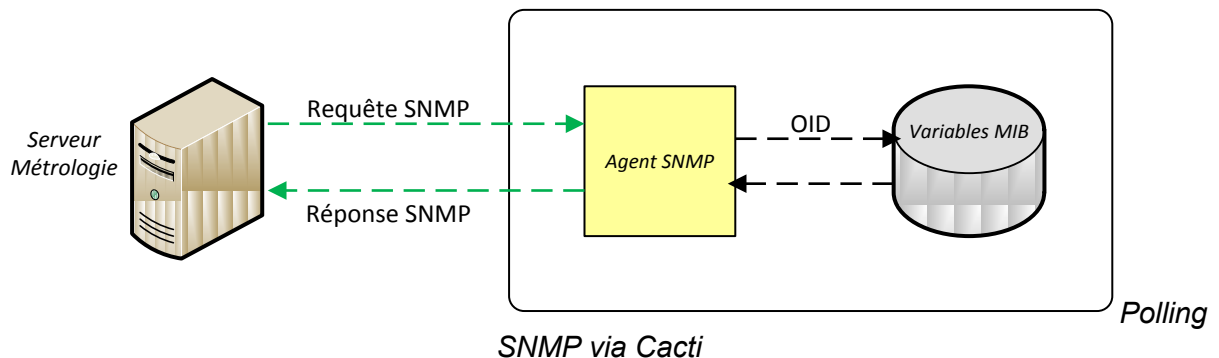 Serveur
Métrologie
Requête SNMP
Réponse SNMP
Agent SNMP
OID
Variables MIB
Polling
SNMP via Cacti